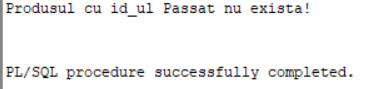 Produsul cu id_ul Passat nu exista!
PL/SQL procedure successfully completed.